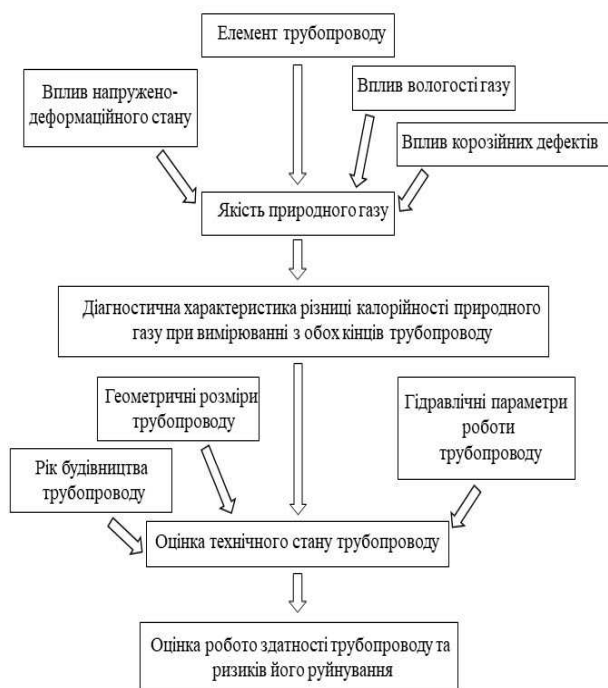 Елемент трубопроводу
Вплив напружено-
деформаційного стану
Вплив вологості газу
Вплив корозійних дефектів
Якість природного газу
Діагностична характеристика різниці калорійності природного
газу при вимірюванні з обох кінців трубопроводу
Геометричні розміри
трубопроводу
Гідравлічні параметри
роботи
трубопроводу
Рік будівництва
трубопроводу
Оцінка технічного стану трубопроводу
Оцінка робото здатності трубопроводу та
ризиків його руйнування